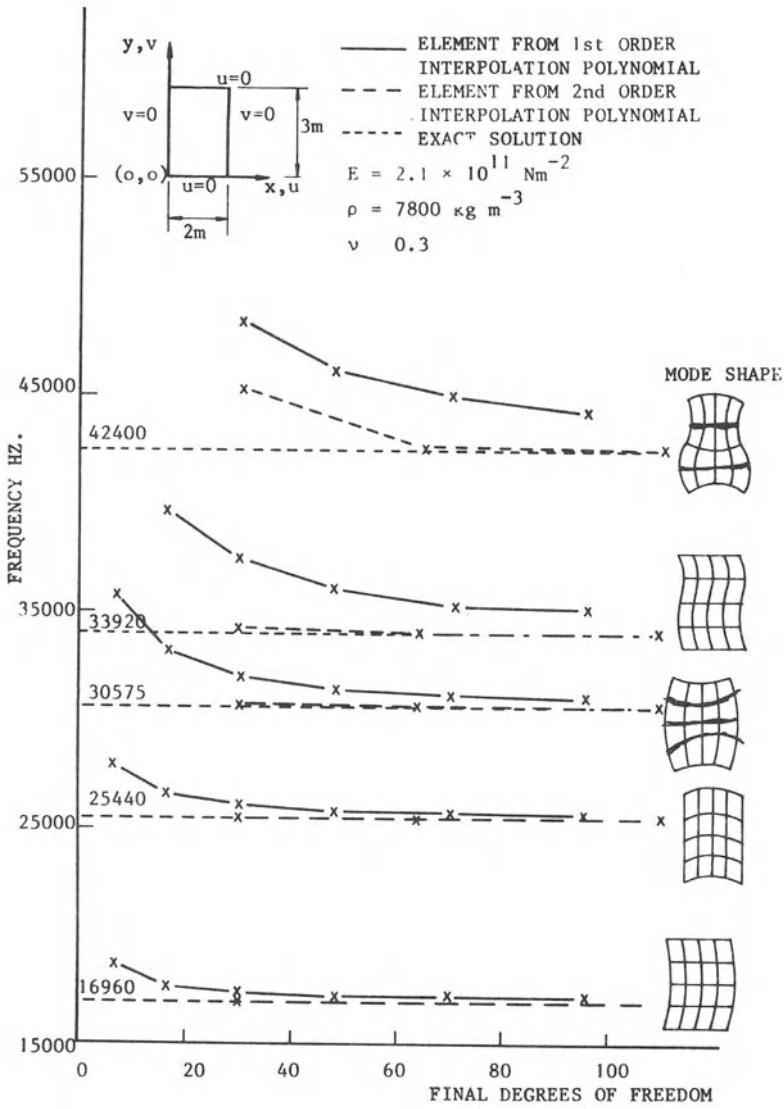 y,v
u=0
v=0
v=0
3m
(o,o)
u=0
x,u
2m
ELEMENT FROM 1st ORDER
INTERPOLATION POLYNOMIAL
ELEMENT FROM 2nd ORDER
INTERPOLATION POLYNOMIAL
EXACT SOLUTION
E = 2.1 × 10^11 Nm^-2
ρ = 7800 kg m^-3
ν 0.3
55000
45000
42400
35000
33920
30575
25440
25000
16960
15000
FREQUENCY HZ.
MODE SHAPE
0 20 40 60 80 100
FINAL DEGREES OF FREEDOM